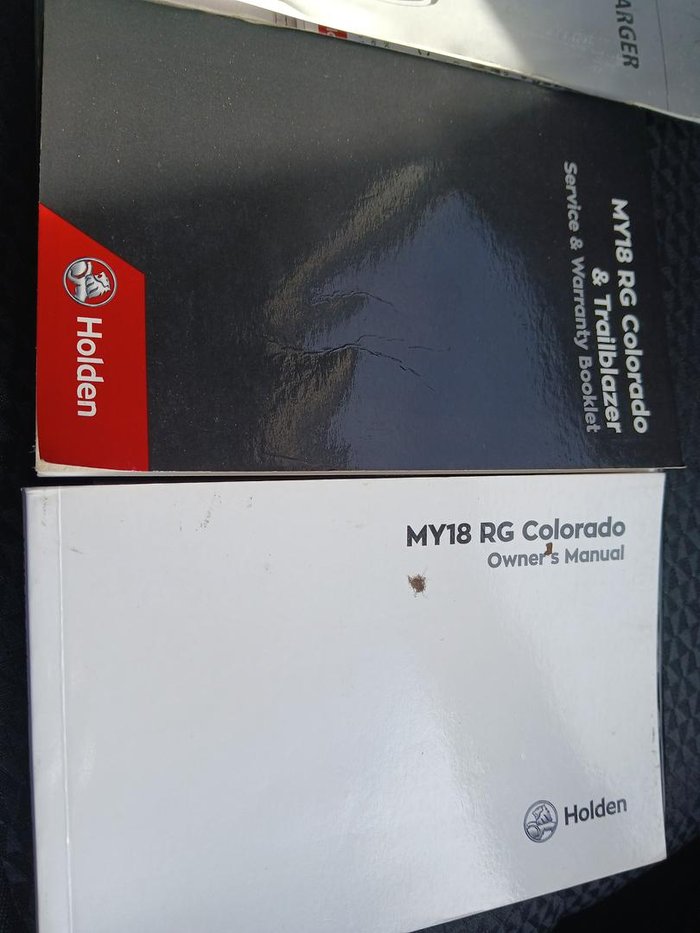 ARGER
MY18 RG Colorado
& Trailblazer
Service & Warranty Booklet
Holden
MY18 RG Colorado
Owner's Manual
Holden